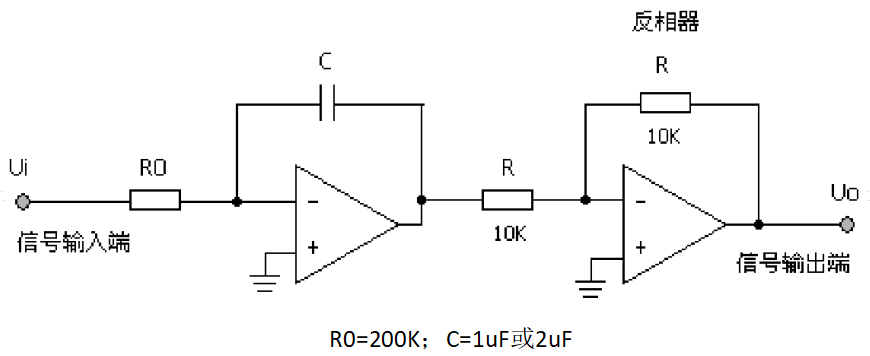 反相器
C
R
10K
Ui
R0
R
Uo
−
+
−
+
信号输入端
10K
信号输出端
R0=200K；C=1uF或2uF